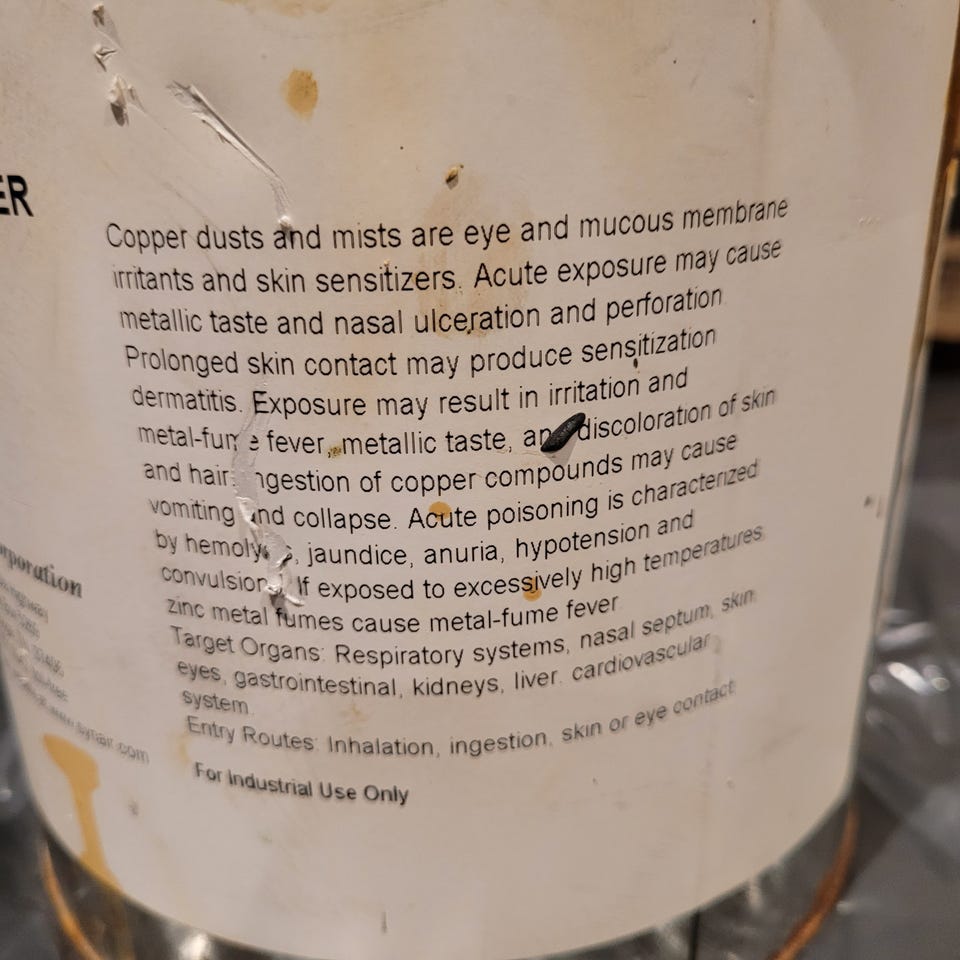 ER
Copper dusts and mists are eye and mucous membrane
irritants and skin sensitizers. Acute exposure may cause
metallic taste and nasal ulceration and perforation
Prolonged skin contact may produce sensitization
dermatitis. Exposure may result in irritation and
metal-fume fever, metallic taste, and discoloration of skin
and hair. Ingestion of copper compounds may cause
vomiting and collapse. Acute poisoning is characterized
by hemolysis, jaundice, anuria, hypotension and
convulsion. If exposed to excessively high temperatures
zinc metal fumes cause metal-fume fever
Target Organs: Respiratory systems, nasal septum, skin
eyes, gastrointestinal, kidneys, liver, cardiovascular
system.
Entry Routes: Inhalation, ingestion, skin or eye contact
For Industrial Use Only
rporation